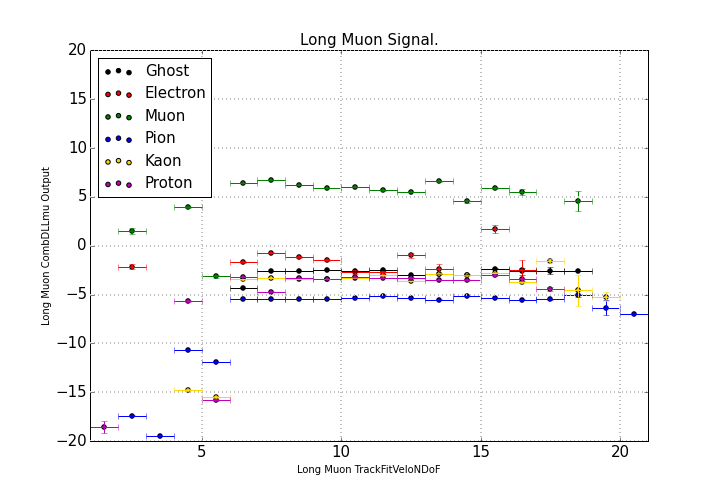 Long Muon Signal.
20
15
10
5
0
−5
−10
−15
−20
Long Muon CombDLLmu Output
Ghost
Electron
Muon
Pion
Kaon
Proton
5
10
15
20
Long Muon TrackFitVeloNDoF